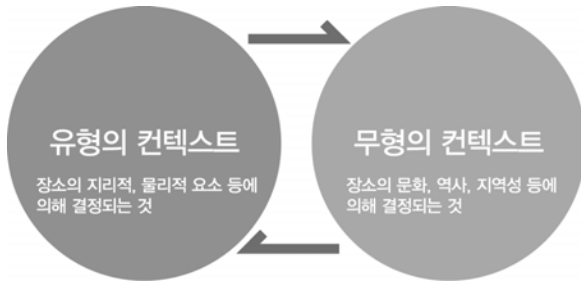 유형의 컨텍스트
장소의 지리적, 물리적 요소 등에
의해 결정되는 것
무형의 컨텍스트
장소의 문화, 역사, 지역성 등에
의해 결정되는 것